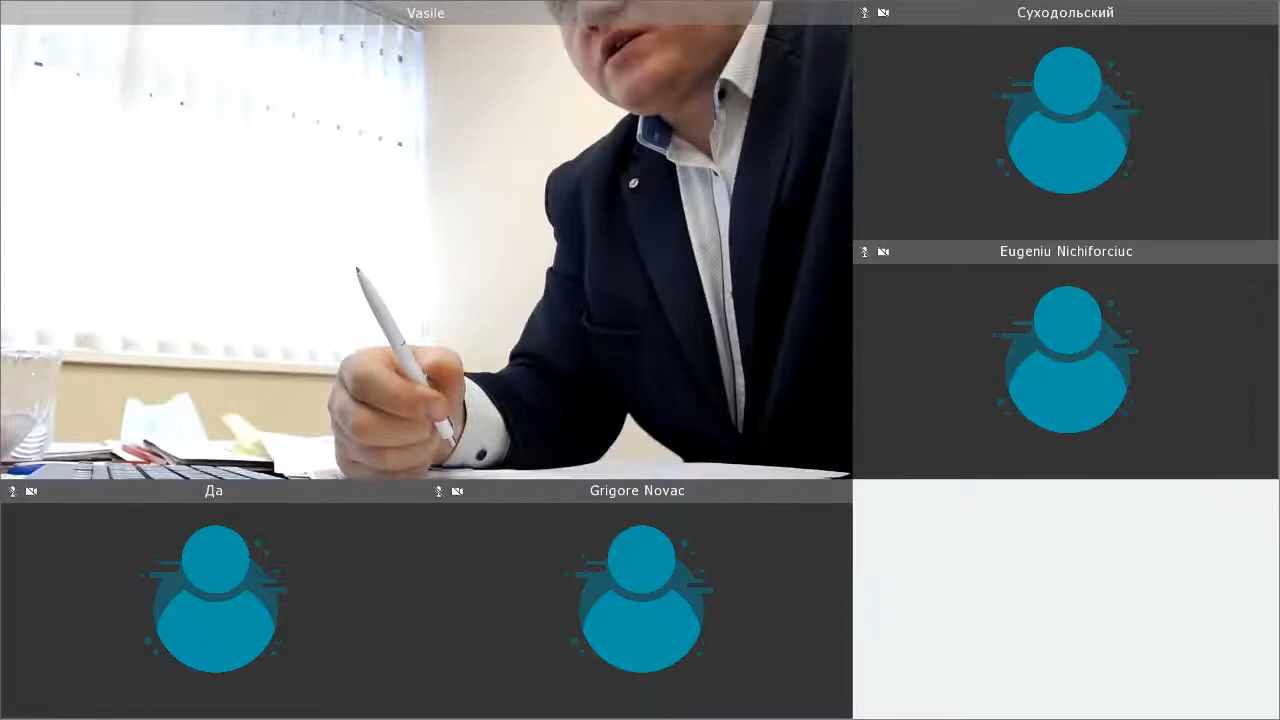 Vasile
Суходольский
Eugeniu Nichiforciuc
Да
Grigore Novac